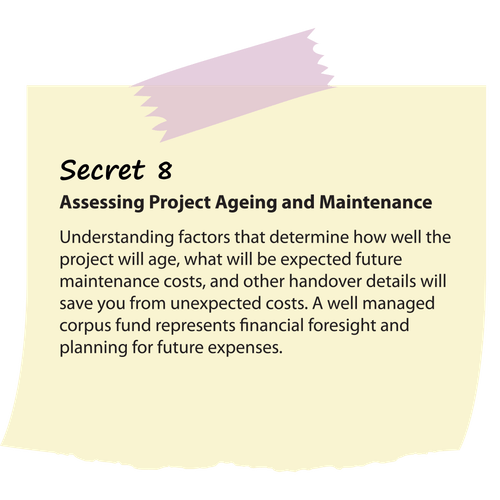 Secret 8
Assessing Project Ageing and Maintenance
Understanding factors that determine how well the
project will age, what will be expected future
maintenance costs, and other handover details will
save you from unexpected costs. A well managed
corpus fund represents financial foresight and
planning for future expenses.